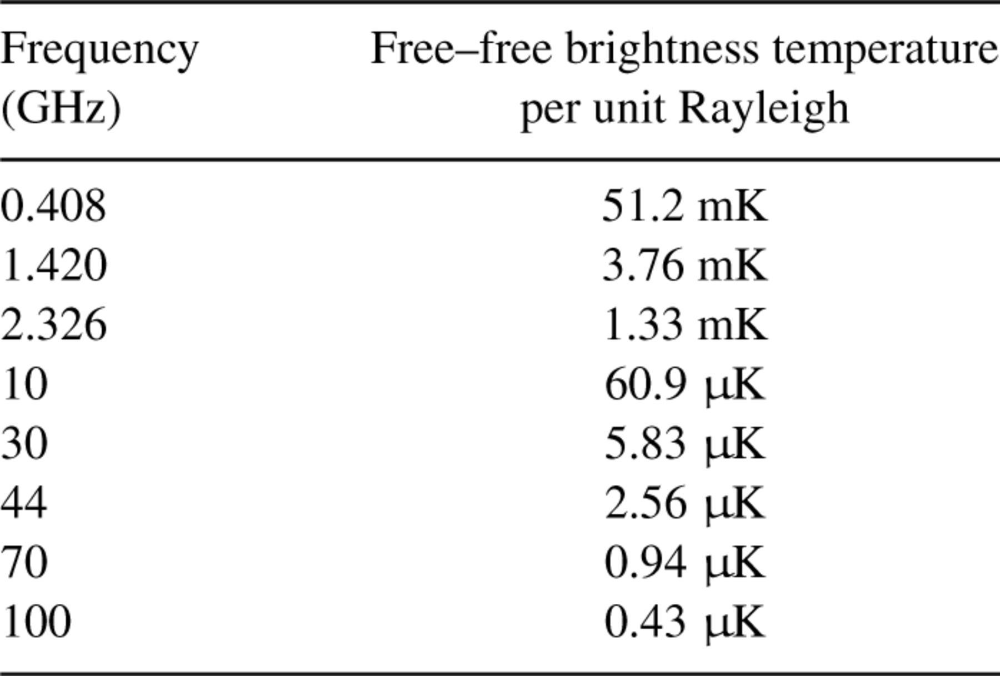 Frequency Free–free brightness temperature
(GHz) per unit Rayleigh
0.408 51.2 mK
1.420 3.76 mK
2.326 1.33 mK
10 60.9 μK
30 5.83 μK
44 2.56 μK
70 0.94 μK
100 0.43 μK